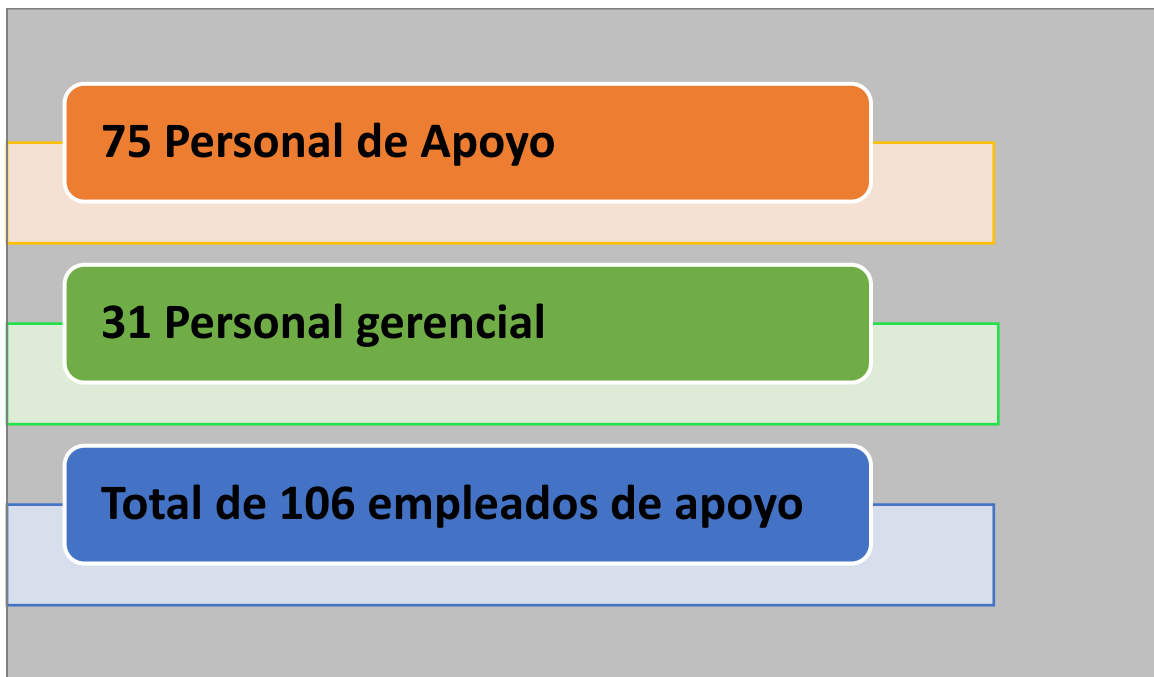 75 Personal de Apoyo
31 Personal gerencial
Total de 106 empleados de apoyo